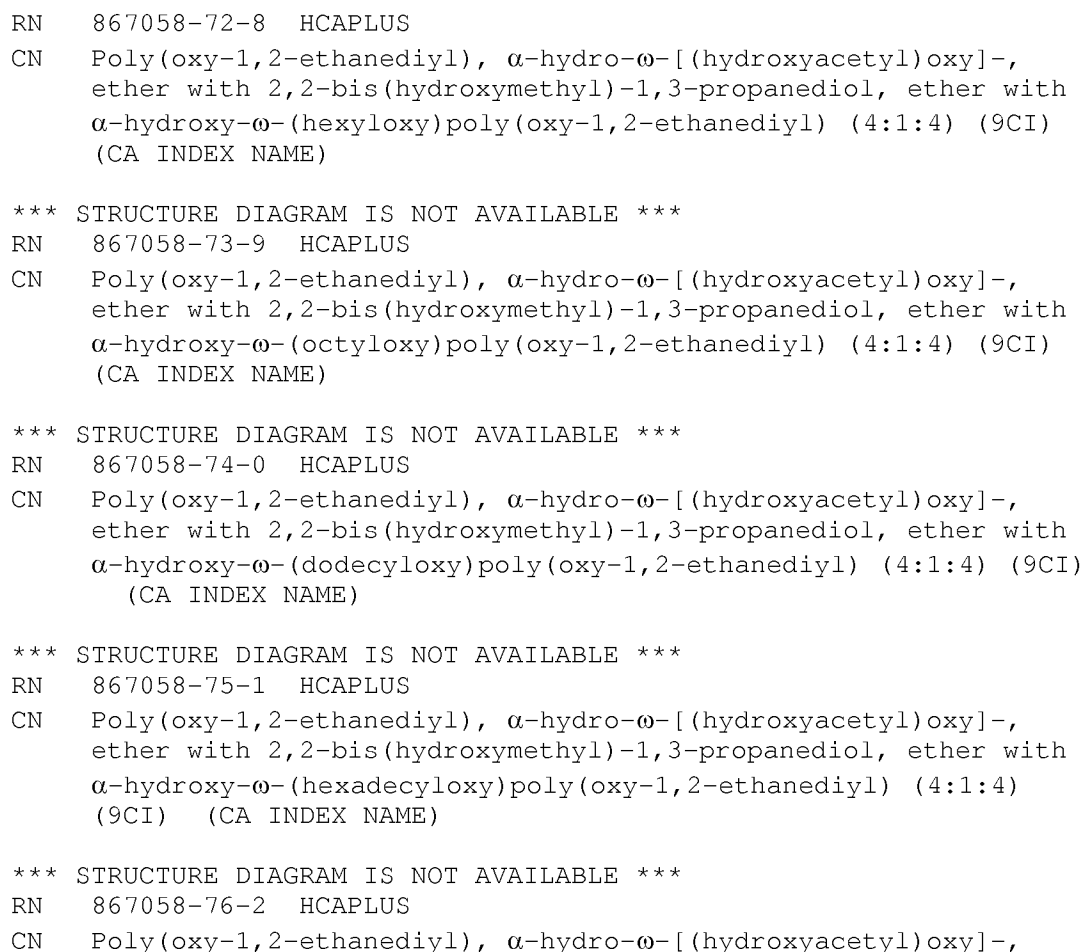 RN 867058-72-8 HCAPLUS
CN Poly(oxy-1,2-ethanediyl), α-hydro-ω-[(hydroxyacetyl)oxy]-,
ether with 2,2-bis(hydroxymethyl)-1,3-propanediol, ether with
α-hydroxy-ω-(hexyloxy)poly(oxy-1,2-ethanediyl) (4:1:4) (9CI)
(CA INDEX NAME)
*** STRUCTURE DIAGRAM IS NOT AVAILABLE ***
RN 867058-73-9 HCAPLUS
CN Poly(oxy-1,2-ethanediyl), α-hydro-ω-[(hydroxyacetyl)oxy]-,
ether with 2,2-bis(hydroxymethyl)-1,3-propanediol, ether with
α-hydroxy-ω-(octyloxy)poly(oxy-1,2-ethanediyl) (4:1:4) (9CI)
(CA INDEX NAME)
*** STRUCTURE DIAGRAM IS NOT AVAILABLE ***
RN 867058-74-0 HCAPLUS
CN Poly(oxy-1,2-ethanediyl), α-hydro-ω-[(hydroxyacetyl)oxy]-,
ether with 2,2-bis(hydroxymethyl)-1,3-propanediol, ether with
α-hydroxy-ω-(dodecyloxy)poly(oxy-1,2-ethanediyl) (4:1:4) (9CI)
(CA INDEX NAME)
*** STRUCTURE DIAGRAM IS NOT AVAILABLE ***
RN 867058-75-1 HCAPLUS
CN Poly(oxy-1,2-ethanediyl), α-hydro-ω-[(hydroxyacetyl)oxy]-,
ether with 2,2-bis(hydroxymethyl)-1,3-propanediol, ether with
α-hydroxy-ω-(hexadecyloxy)poly(oxy-1,2-ethanediyl) (4:1:4)
(9CI) (CA INDEX NAME)
*** STRUCTURE DIAGRAM IS NOT AVAILABLE ***
RN 867058-76-2 HCAPLUS
CN Poly(oxy-1,2-ethanediyl), α-hydro-ω-[(hydroxyacetyl)oxy]-,